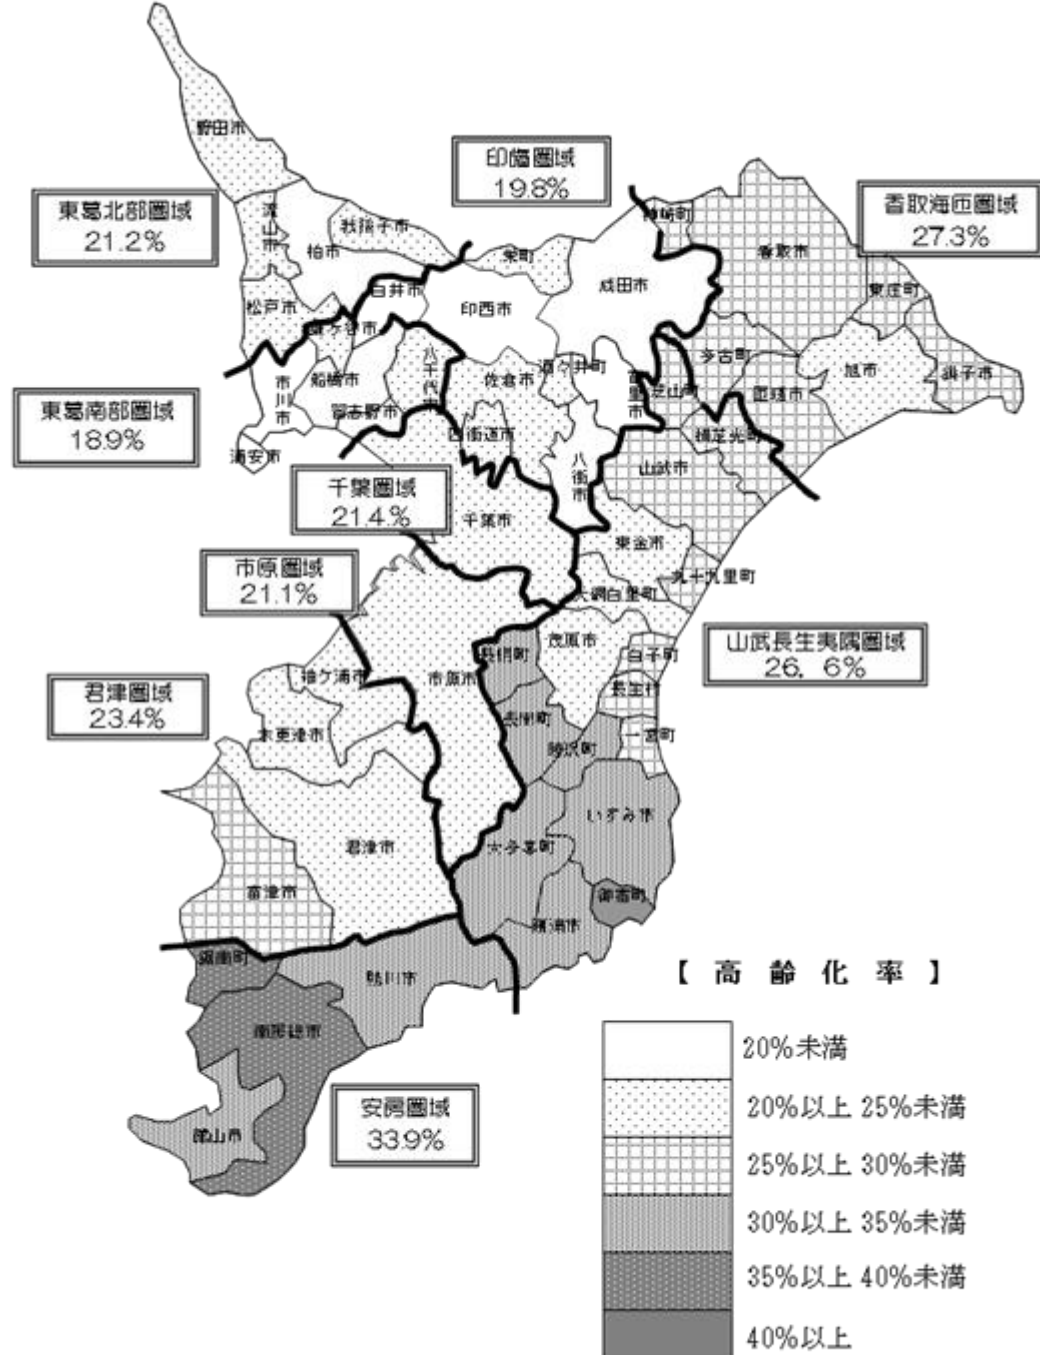 野田市
印旛圏域
19.8%
東葛北部圏域
21.2%
香取海匝圏域
27.3%
流山市
我孫子市
柏市
神崎町
香取市
栄町
成田市
東庄町
白井市
印西市
松戸市
鎌ケ谷市
船橋市
八千代市
佐倉市
酒々井町
富里市
多古町
芝山町
匝瑳市
旭市
銚子市
東葛南部圏域
18.9%
市川市
習志野市
四街道市
横芝光町
浦安市
八街市
山武市
千葉圏域
21.4.%
千葉市
東金市
市原圏域
21.1%
九十九里町
大網白里町
山武長生夷隅圏域
26.6%
茂原市
白子町
長柄町
君津圏域
23.4%
袖ケ浦市
市原市
長生村
長南町
木更津市
睦沢町
一宮町
いすみ市
君津市
大多喜町
富津市
御宿町
勝浦市
鋸南町
鴨川市
【高齢化率】
南房総市
20%未満
安房圏域
33.9%
20%以上 25%未満
館山市
25%以上 30%未満
30%以上 35%未満
35%以上 40%未満
40%以上